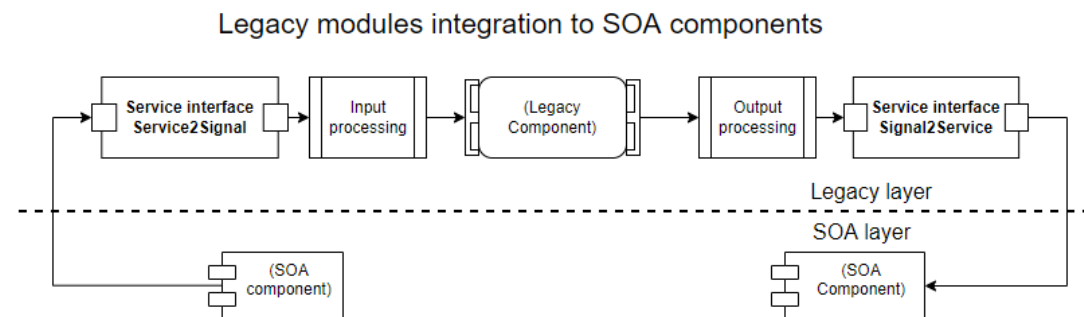 Legacy modules integration to SOA components
Service interface
Service2Signal
Input
processing
(Legacy
Component)
Output
processing
Service interface
Signal2Service
Legacy layer
SOA layer
(SOA
component)
(SOA
Component)